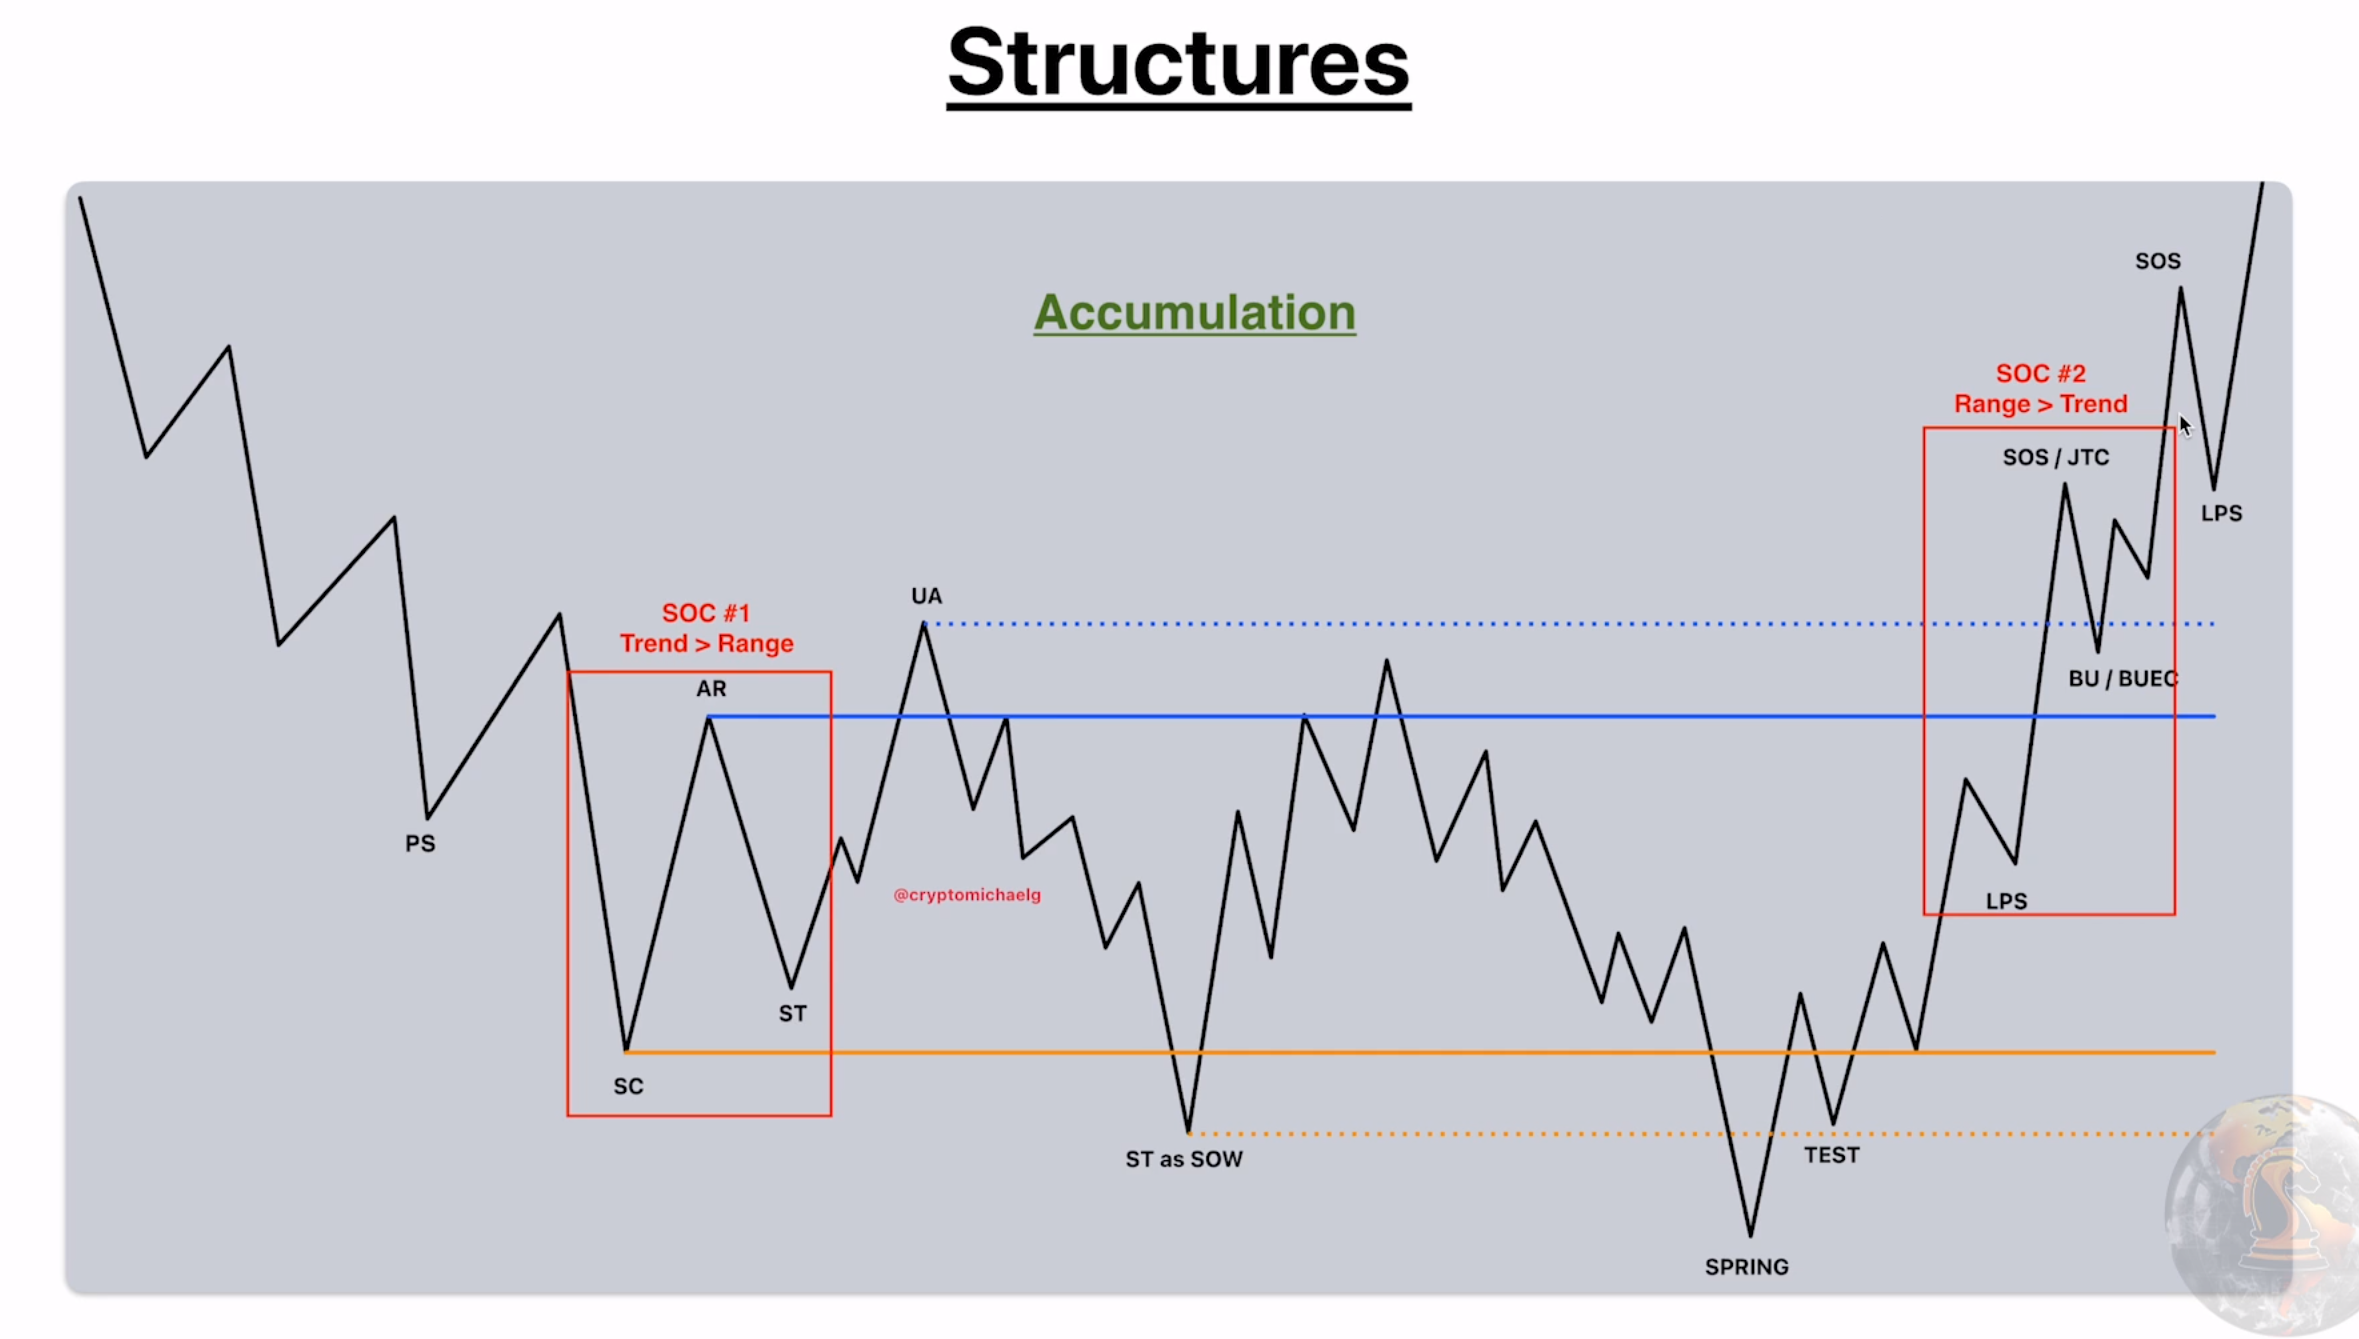 Structures
Accumulation
SOS
SOC #2
Range > Trend
SOS / JTC
LPS
UA
SOC #1
Trend > Range
AR
BU / BUEC
PS
@cryptomichaelg
LPS
ST
SC
ST as SOW
TEST
SPRING